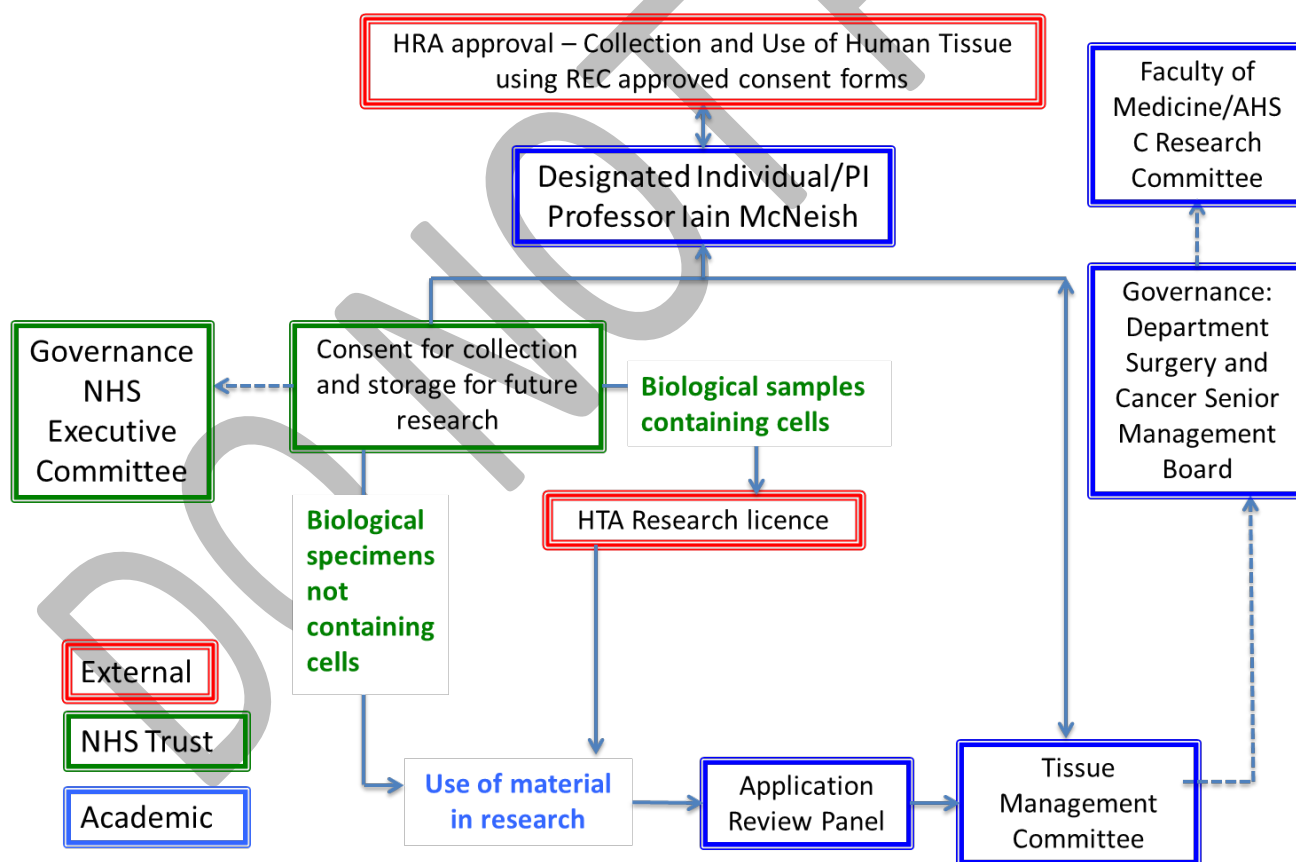 HRA approval – Collection and Use of Human Tissue
using REC approved consent forms
Faculty of
Medicine/AHS
C Research
Committee
Designated Individual/PI
Professor Iain McNeish
Governance
NHS
Executive
Committee
Consent for collection
and storage for future
research
Biological samples
containing cells
Governance:
Department
Surgery and
Cancer Senior
Management
Board
HTA Research licence
Biological
specimens
not
containing
cells
External
NHS Trust
Academic
Use of material
in research
Application
Review Panel
Tissue
Management
Committee
DO NOT